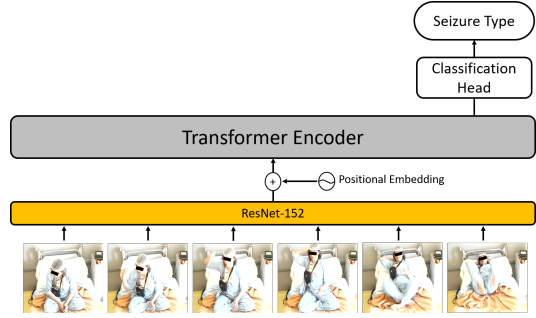 Seizure Type
Classification
Head
Transformer Encoder
+
Positional Embedding
ResNet-152